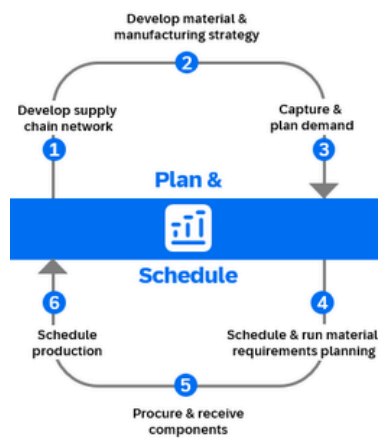 Develop material &
manufacturing strategy
2
Develop supply
chain network
1
Capture &
plan demand
3
Plan &
Schedule
6
Schedule
production
4
Schedule & run material
requirements planning
5
Procure & receive
components